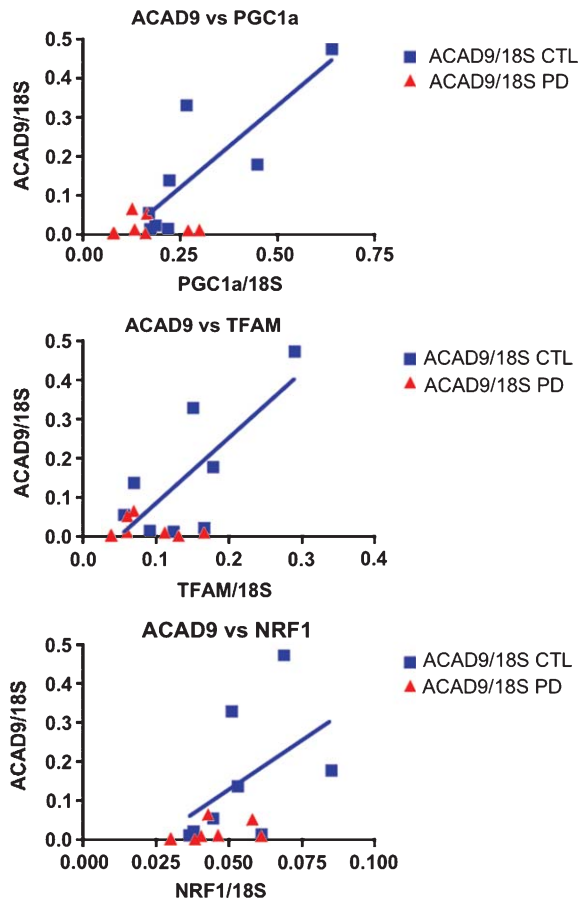 ACAD9 vs PGC1a
0.5
0.4
0.3
0.2
0.1
0.0
ACAD9/18S
0.00 0.25 0.50 0.75
PGC1a/18S
ACAD9/18S CTL
ACAD9/18S PD
ACAD9 vs TFAM
0.5
0.4
0.3
0.2
0.1
0.0
ACAD9/18S
0.0 0.1 0.2 0.3 0.4
TFAM/18S
ACAD9/18S CTL
ACAD9/18S PD
ACAD9 vs NRF1
0.5
0.4
0.3
0.2
0.1
0.0
ACAD9/18S
0.000 0.025 0.050 0.075 0.100
NRF1/18S
ACAD9/18S CTL
ACAD9/18S PD